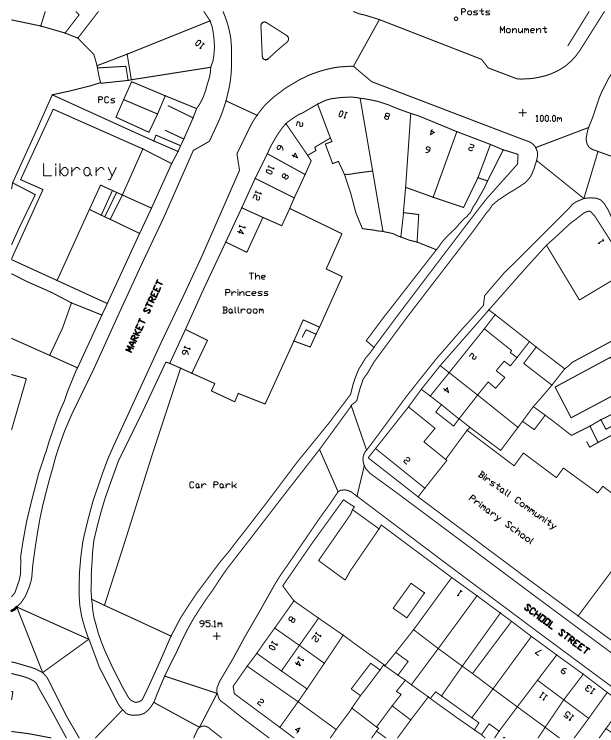 Posts
Monument
10
PCs
100.0m
2
10
8
4
6
2
6
4
10
8
12
14
Library
1
The
Princess
Ballroom
MARKET STREET
16
2
4
2
Car Park
Birstall Community
Primary School
95.1m
8
12
10
14
2
4
1
SCHOOL STREET
7
9
11
13
15